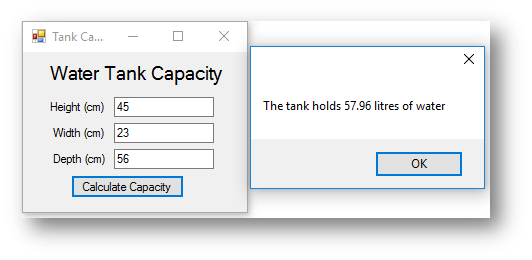 Tank Ca...
Water Tank Capacity
Height (cm) 45
Width (cm) 23
Depth (cm) 56
Calculate Capacity
The tank holds 57.96 litres of water
OK